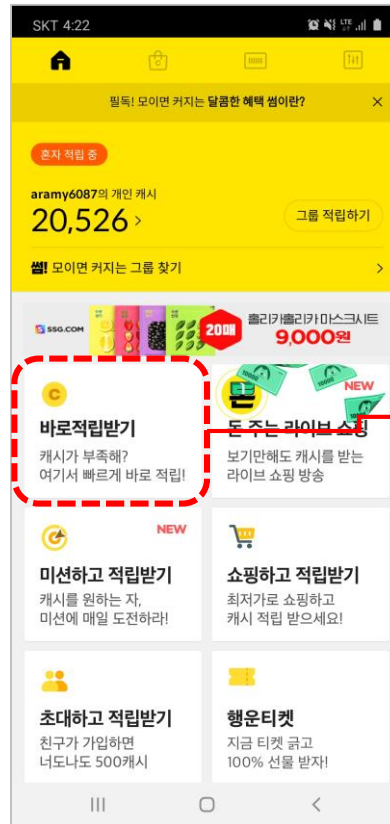 SKT 4:22
LTE
필독! 모이면 커지는 달콤한 혜택 썸이란?
혼자 적립 중
aramy6087의 개인 캐시
20,526
그룹 적립하기
썸! 모이면 커지는 그룹 찾기
SSG.COM
20매
홀리카홀리카 마스크시트
9,000원
C
바로적립받기
캐시가 부족해?
여기서 빠르게 바로 적립!
돈
NEW
돈 주는 라이브 쇼핑
보기만해도 캐시를 받는
라이브 쇼핑 방송
NEW
미션하고 적립받기
캐시를 원하는 자,
미션에 매일 도전하라!
쇼핑하고 적립받기
최저가로 쇼핑하고
캐시 적립 받으세요!
초대하고 적립받기
친구가 가입하면
너도나도 500캐시
행운티켓
지금 티켓 긁고
100% 선물 받자!